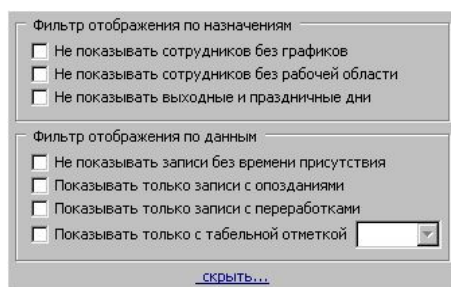 Фильтр отображения по назначениям
Не показывать сотрудников без графиков
Не показывать сотрудников без рабочей области
Не показывать выходные и праздничные дни
Фильтр отображения по данным
Не показывать записи без времени присутствия
Показывать только записи с опозданиями
Показывать только записи с переработками
Показывать только с табельной отметкой
скрыть...